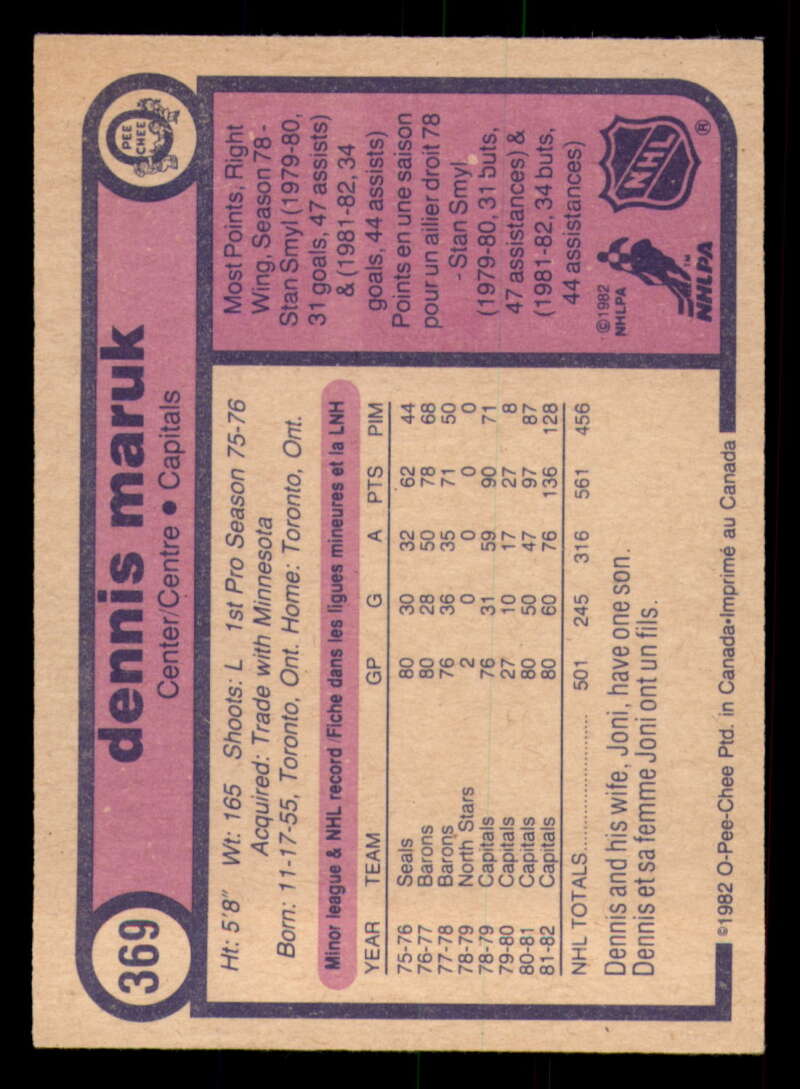 369
dennis maruk
O PEE CHEE
Center/Centre • Capitals
Ht: 5'8" Wt: 165 Shoots: L 1st Pro Season 75-76
Acquired: Trade with Minnesota
Born: 11-17-55, Toronto, Ont. Home: Toronto, Ont.
Minor league & NHL record/Fiche dans les ligues mineures et la LNH
YEAR TEAM GP G A PTS PIM
75-76 Seals 80 30 32 62 44
76-77 Barons 80 28 50 78 68
77-78 Barons 76 36 35 71 50
78-79 North Stars 2 0 0 0 0
78-79 Capitals 76 31 59 90 71
79-80 Capitals 27 10 17 27 8
80-81 Capitals 80 50 47 97 87
81-82 Capitals 80 60 76 136 128
NHL TOTALS.................... 501 245 316 561 456
Dennis and his wife, Joni, have one son.
Dennis et sa femme Joni ont un fils.
Most Points, Right
Wing, Season 78 -
Stan Smyl (1979-80,
31 goals, 47 assists)
& (1981-82, 34
goals, 44 assists)
Points en une saison
pour un ailier droit 78
- Stan Smyl
(1979-80, 31 buts,
47 assistances) &
(1981-82, 34 buts,
44 assistances)
©1982
NHLPA
NHL ®
NHLPA ™
©1982 O-Pee-Chee Ptd. in Canada•Imprimé au Canada